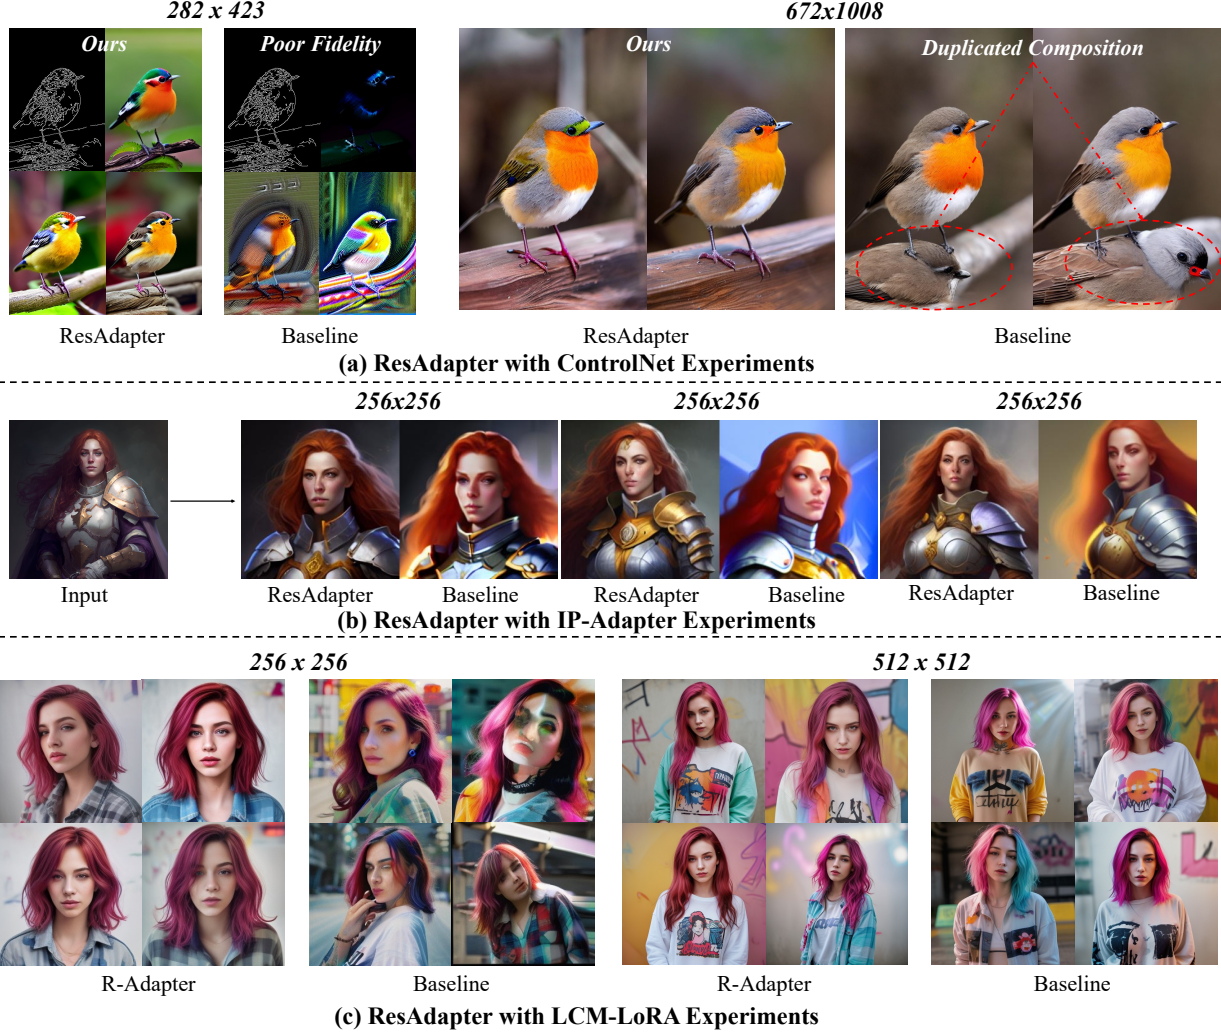 282 x 423
672x1008
Ours
Poor Fidelity
Ours
Duplicated Composition
ResAdapter
Baseline
ResAdapter
Baseline
(a) ResAdapter with ControlNet Experiments
256x256
256x256
256x256
Input
ResAdapter
Baseline
ResAdapter
Baseline
ResAdapter
Baseline
(b) ResAdapter with IP-Adapter Experiments
256 x 256
512 x 512
R-Adapter
Baseline
R-Adapter
Baseline
(c) ResAdapter with LCM-LoRA Experiments